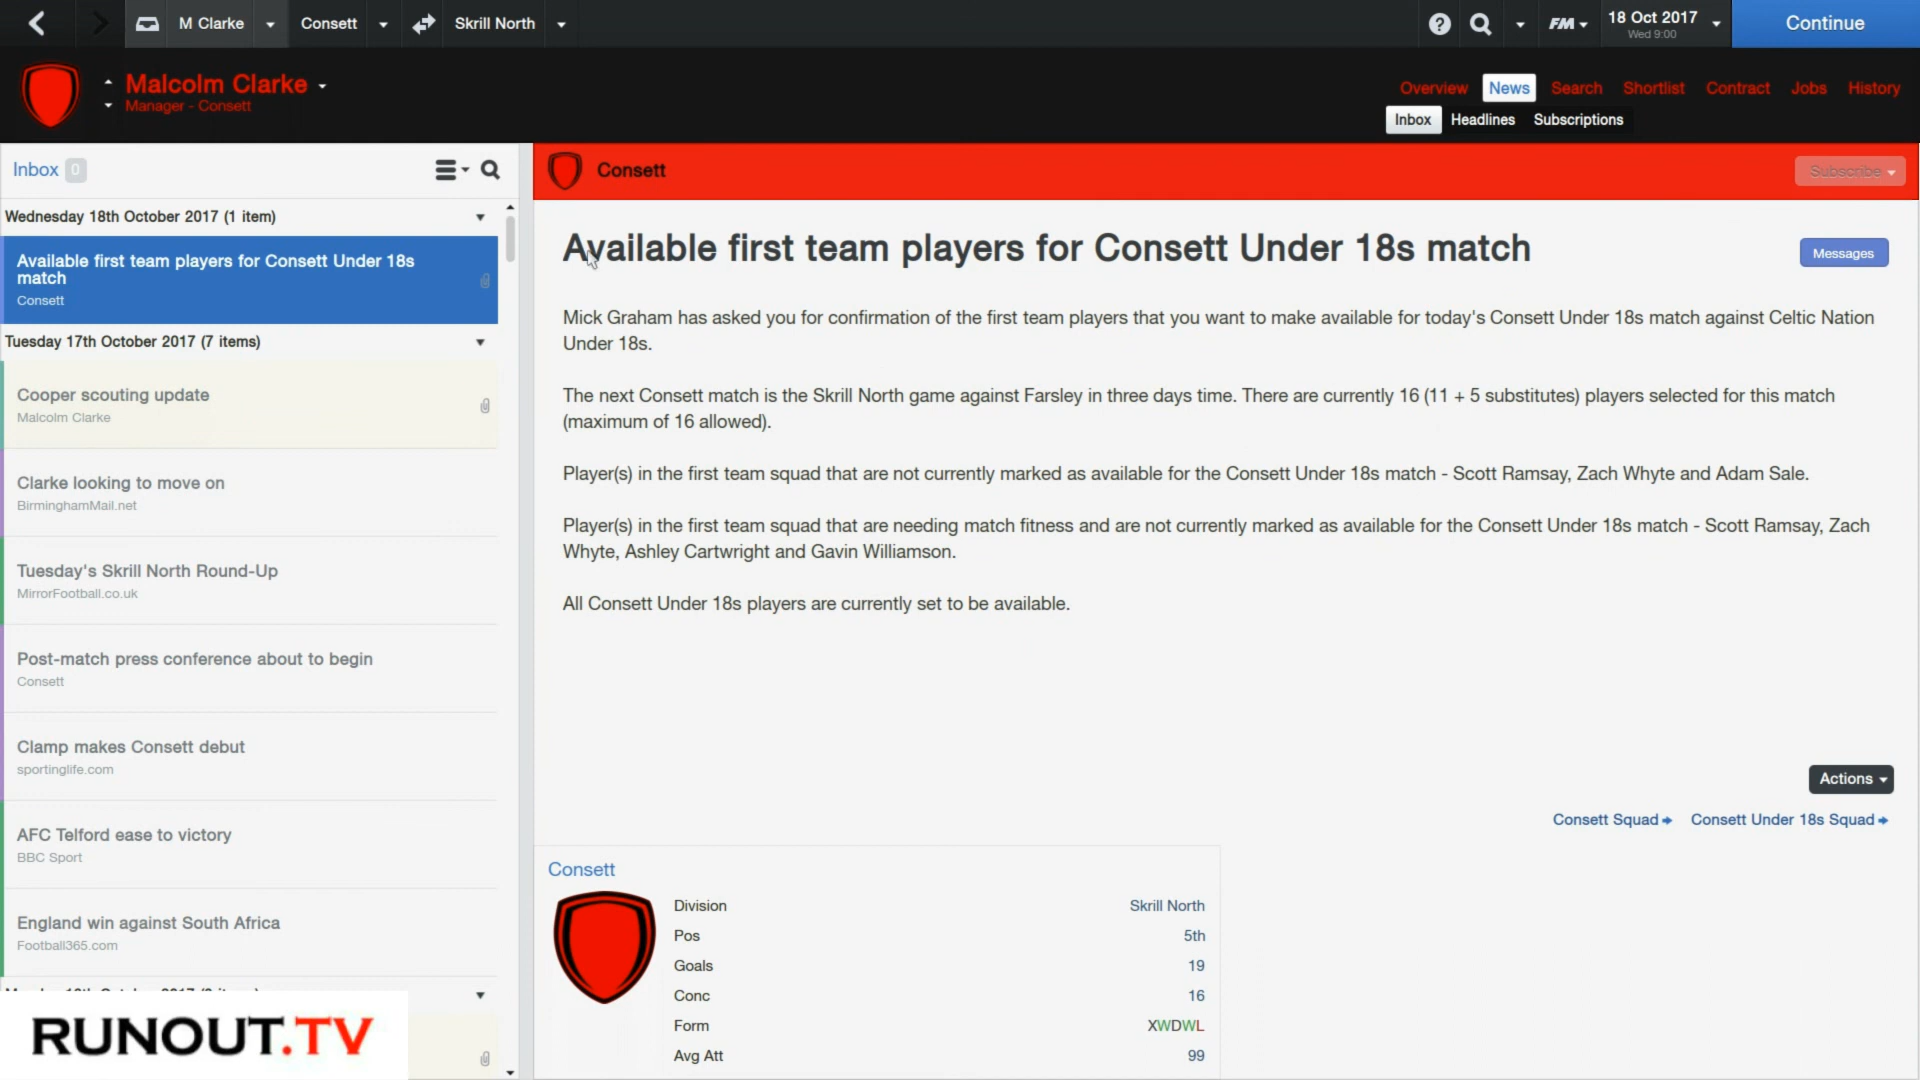 M Clarke
Consett
Skrill North
FM
18 Oct 2017
Wed 9:00
Continue
Malcolm Clarke
Manager - Consett
Overview
News
Search
Shortlist
Contract
Jobs
History
Inbox
Headlines
Subscriptions
Inbox 0
Consett
Subscribe
Wednesday 18th October 2017 (1 item)
Available first team players for Consett Under 18s
match
Consett
Tuesday 17th October 2017 (7 items)
Cooper scouting update
Malcolm Clarke
Clarke looking to move on
BirminghamMail.net
Tuesday's Skrill North Round-Up
MirrorFootball.co.uk
Post-match press conference about to begin
Consett
Clamp makes Consett debut
sportinglife.com
AFC Telford ease to victory
BBC Sport
England win against South Africa
Football365.com
RUNOUT.TV
Available first team players for Consett Under 18s match
Messages
Mick Graham has asked you for confirmation of the first team players that you want to make available for today's Consett Under 18s match against Celtic Nation
Under 18s.
The next Consett match is the Skrill North game against Farsley in three days time. There are currently 16 (11 + 5 substitutes) players selected for this match
(maximum of 16 allowed).
Player(s) in the first team squad that are not currently marked as available for the Consett Under 18s match - Scott Ramsay, Zach Whyte and Adam Sale.
Player(s) in the first team squad that are needing match fitness and are not currently marked as available for the Consett Under 18s match - Scott Ramsay, Zach
Whyte, Ashley Cartwright and Gavin Williamson.
All Consett Under 18s players are currently set to be available.
Actions
Consett Squad
Consett Under 18s Squad
Consett
Division Skrill North
Pos 5th
Goals 19
Conc 16
Form XWDWL
Avg Att 99